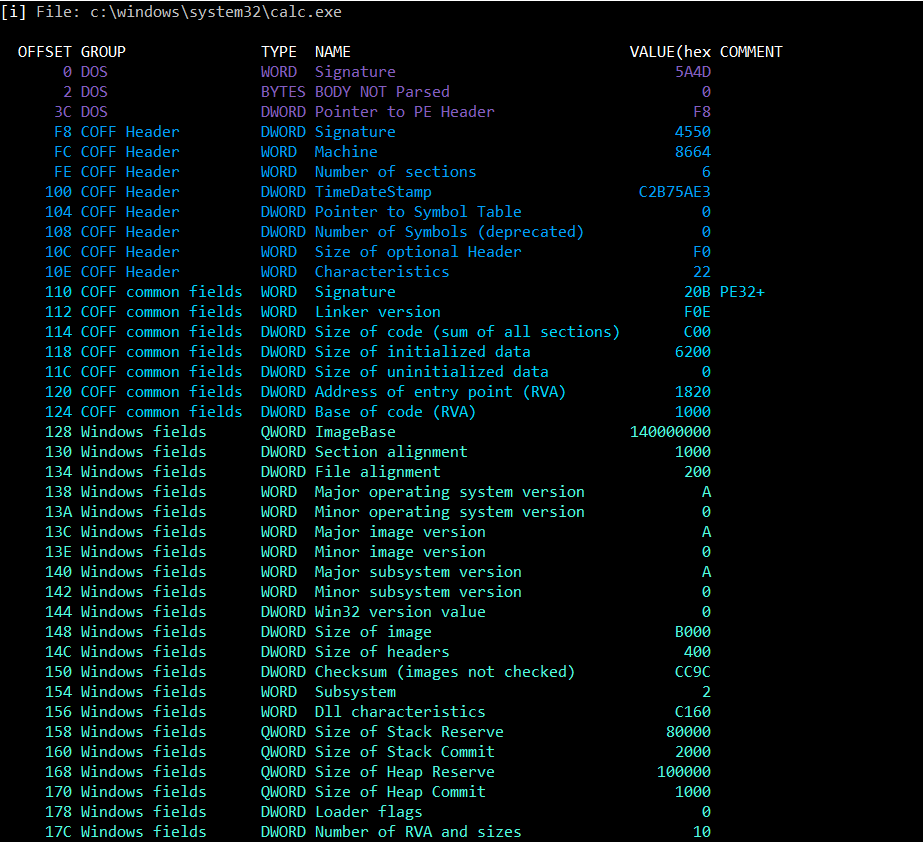 [i] File: c:\windows\system32\calc.exe
OFFSET GROUP TYPE NAME VALUE(hex COMMENT
0 DOS WORD Signature 5A4D
2 DOS BYTES BODY NOT Parsed 0
3C DOS DWORD Pointer to PE Header F8
F8 COFF Header DWORD Signature 4550
FC COFF Header WORD Machine 8664
FE COFF Header WORD Number of sections 6
100 COFF Header DWORD TimeDateStamp C2B75AE3
104 COFF Header DWORD Pointer to Symbol Table 0
108 COFF Header DWORD Number of Symbols (deprecated) 0
10C COFF Header WORD Size of optional Header F0
10E COFF Header WORD Characteristics 22
110 COFF common fields WORD Signature 20B PE32+
112 COFF common fields WORD Linker version F0E
114 COFF common fields DWORD Size of code (sum of all sections) C00
118 COFF common fields DWORD Size of initialized data 6200
11C COFF common fields DWORD Size of uninitialized data 0
120 COFF common fields DWORD Address of entry point (RVA) 1820
124 COFF common fields DWORD Base of code (RVA) 1000
128 Windows fields QWORD ImageBase 140000000
130 Windows fields DWORD Section alignment 1000
134 Windows fields DWORD File alignment 200
138 Windows fields WORD Major operating system version A
13A Windows fields WORD Minor operating system version 0
13C Windows fields WORD Major image version A
13E Windows fields WORD Minor image version 0
140 Windows fields WORD Major subsystem version A
142 Windows fields WORD Minor subsystem version 0
144 Windows fields DWORD Win32 version value 0
148 Windows fields DWORD Size of image B000
14C Windows fields DWORD Size of headers 400
150 Windows fields DWORD Checksum (images not checked) CC9C
154 Windows fields WORD Subsystem 2
156 Windows fields WORD Dll characteristics C160
158 Windows fields QWORD Size of Stack Reserve 80000
160 Windows fields QWORD Size of Stack Commit 2000
168 Windows fields QWORD Size of Heap Reserve 100000
170 Windows fields QWORD Size of Heap Commit 1000
178 Windows fields DWORD Loader flags 0
17C Windows fields DWORD Number of RVA and sizes 10